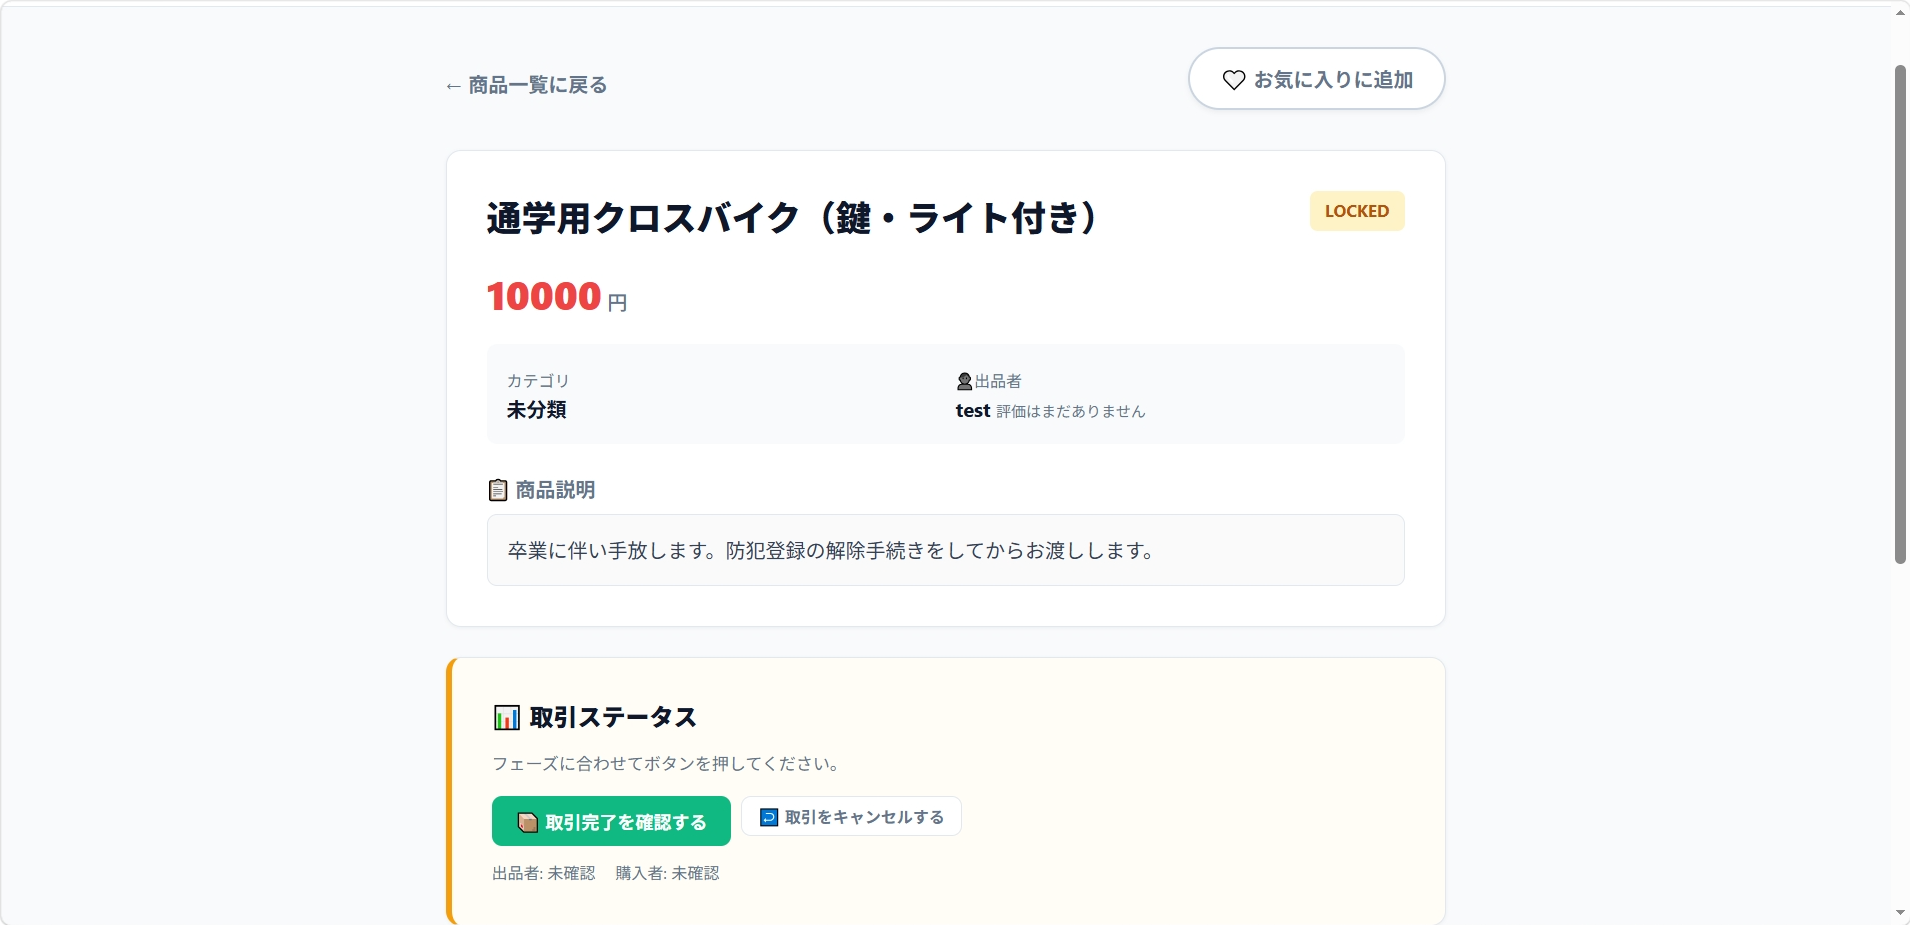 ← 商品一覧に戻る
お気に入りに追加
通学用クロスバイク（鍵・ライト付き）
LOCKED
10000 円
カテゴリ
未分類
出品者
test 評価はまだありません
商品説明
卒業に伴い手放します。防犯登録の解除手続きをしてからお渡しします。
取引ステータス
フェーズに合わせてボタンを押してください。
取引完了を確認する
取引をキャンセルする
出品者: 未確認 購入者: 未確認